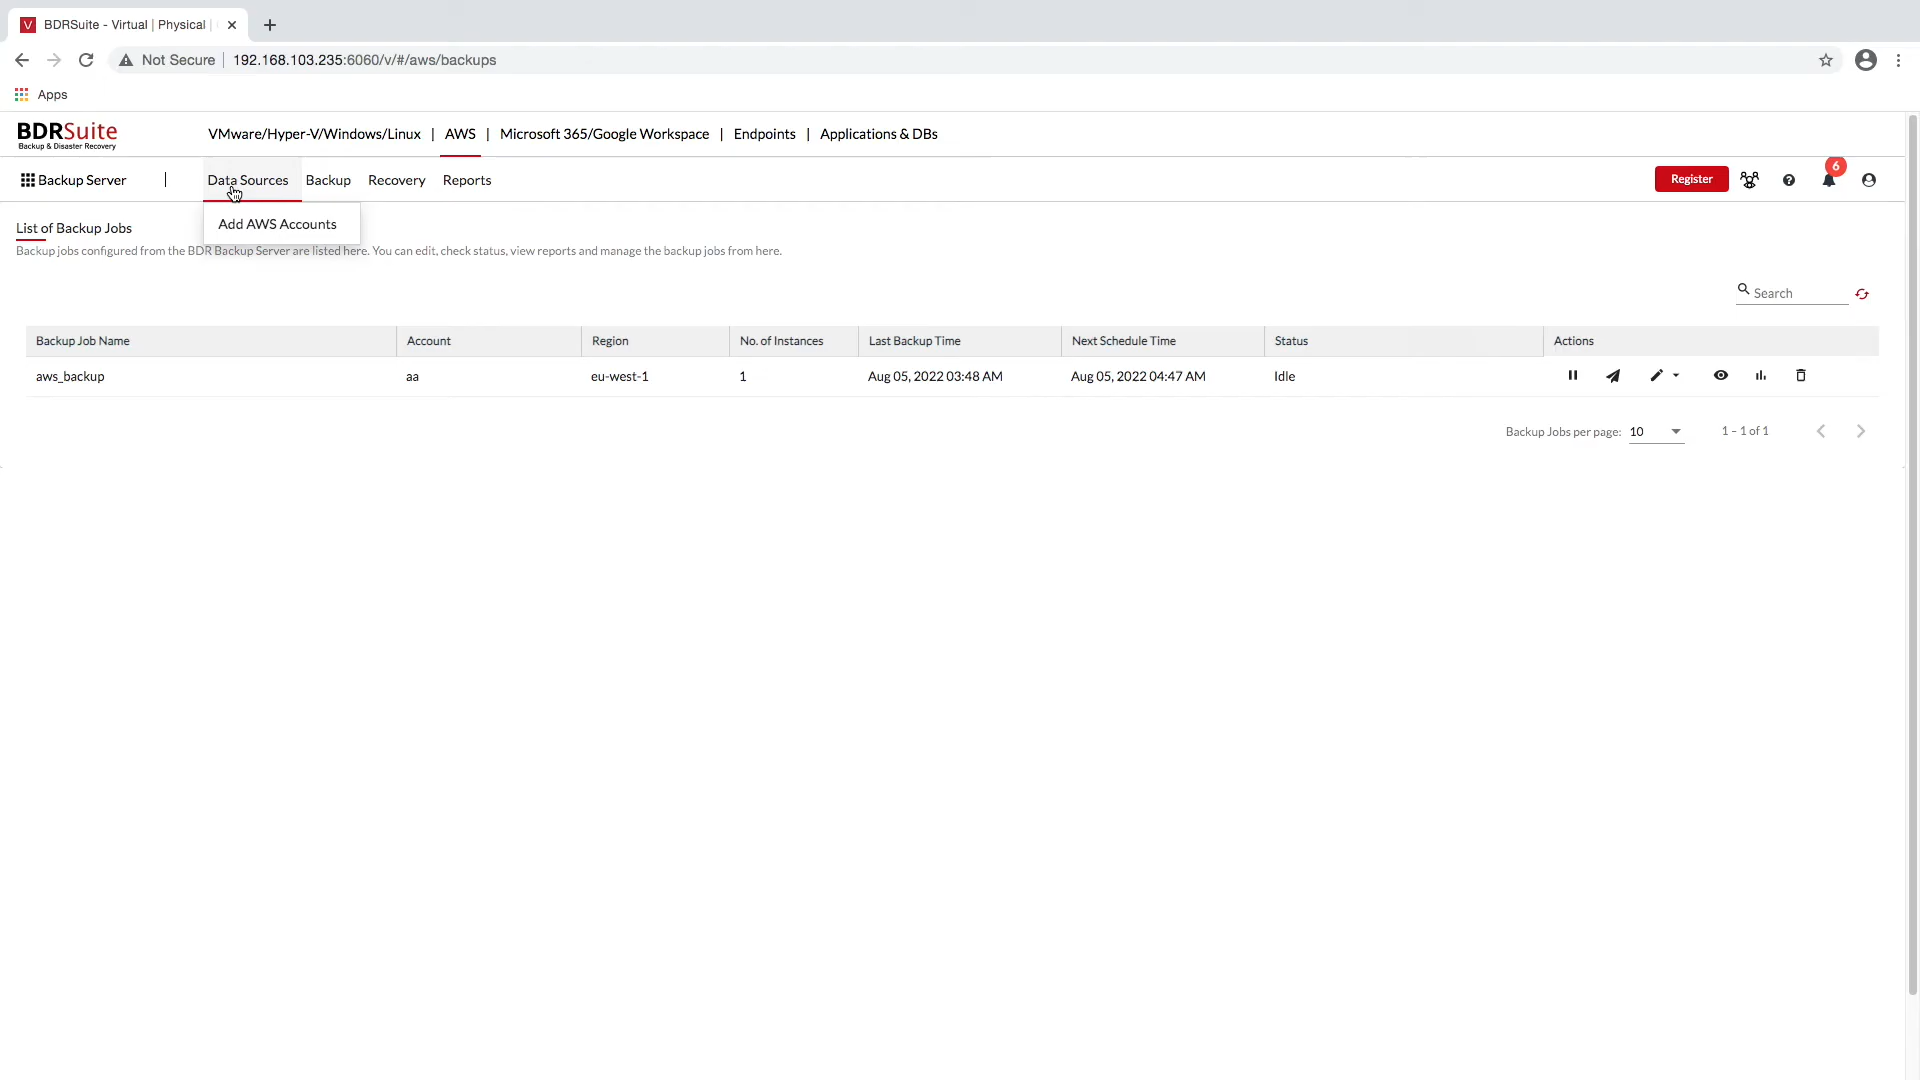 BDRSuite - Virtual | Physical |
Not Secure
192.168.103.235:6060/v/#/aws/backups
Apps
BDRSuite
Backup & Disaster Recovery
VMware/Hyper-V/Windows/Linux | AWS | Microsoft 365/Google Workspace | Endpoints | Applications & DBs
Backup Server | Data Sources Backup Recovery Reports
Register
6
Add AWS Accounts
List of Backup Jobs
Backup jobs configured from the BDR Backup Server are listed here. You can edit, check status, view reports and manage the backup jobs from here.
Search
Backup Job Name Account Region No. of Instances Last Backup Time Next Schedule Time Status Actions
aws_backup aa eu-west-1 1 Aug 05, 2022 03:48 AM Aug 05, 2022 04:47 AM Idle
Backup Jobs per page: 10 1 – 1 of 1